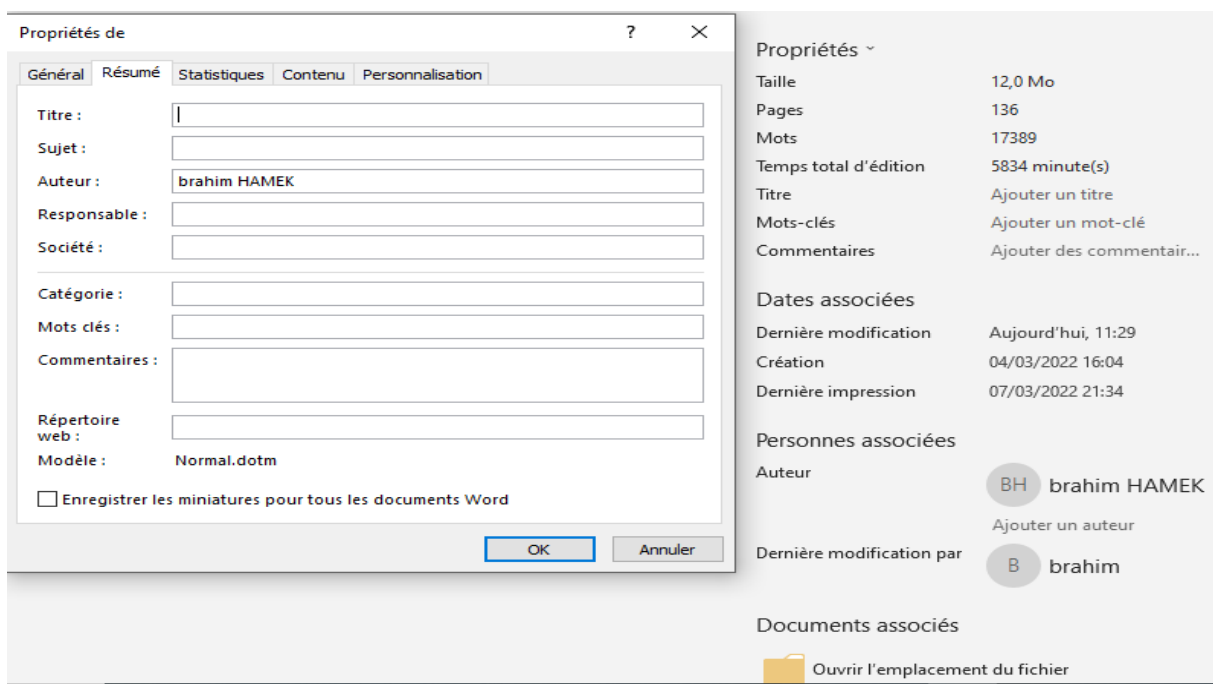 Propriétés de
? ×
Général Résumé Statistiques Contenu Personnalisation
Titre :
Sujet :
Auteur : brahim HAMEK
Responsable :
Société :
Catégorie :
Mots clés :
Commentaires :
Répertoire
web :
Modèle : Normal.dotm
Enregistrer les miniatures pour tous les documents Word
OK Annuler
Propriétés
Taille 12,0 Mo
Pages 136
Mots 17389
Temps total d'édition 5834 minute(s)
Titre Ajouter un titre
Mots-clés Ajouter un mot-clé
Commentaires Ajouter des commentair...
Dates associées
Dernière modification Aujourd'hui, 11:29
Création 04/03/2022 16:04
Dernière impression 07/03/2022 21:34
Personnes associées
Auteur BH brahim HAMEK
Ajouter un auteur
Dernière modification par B brahim
Documents associés
Ouvrir l'emplacement du fichier